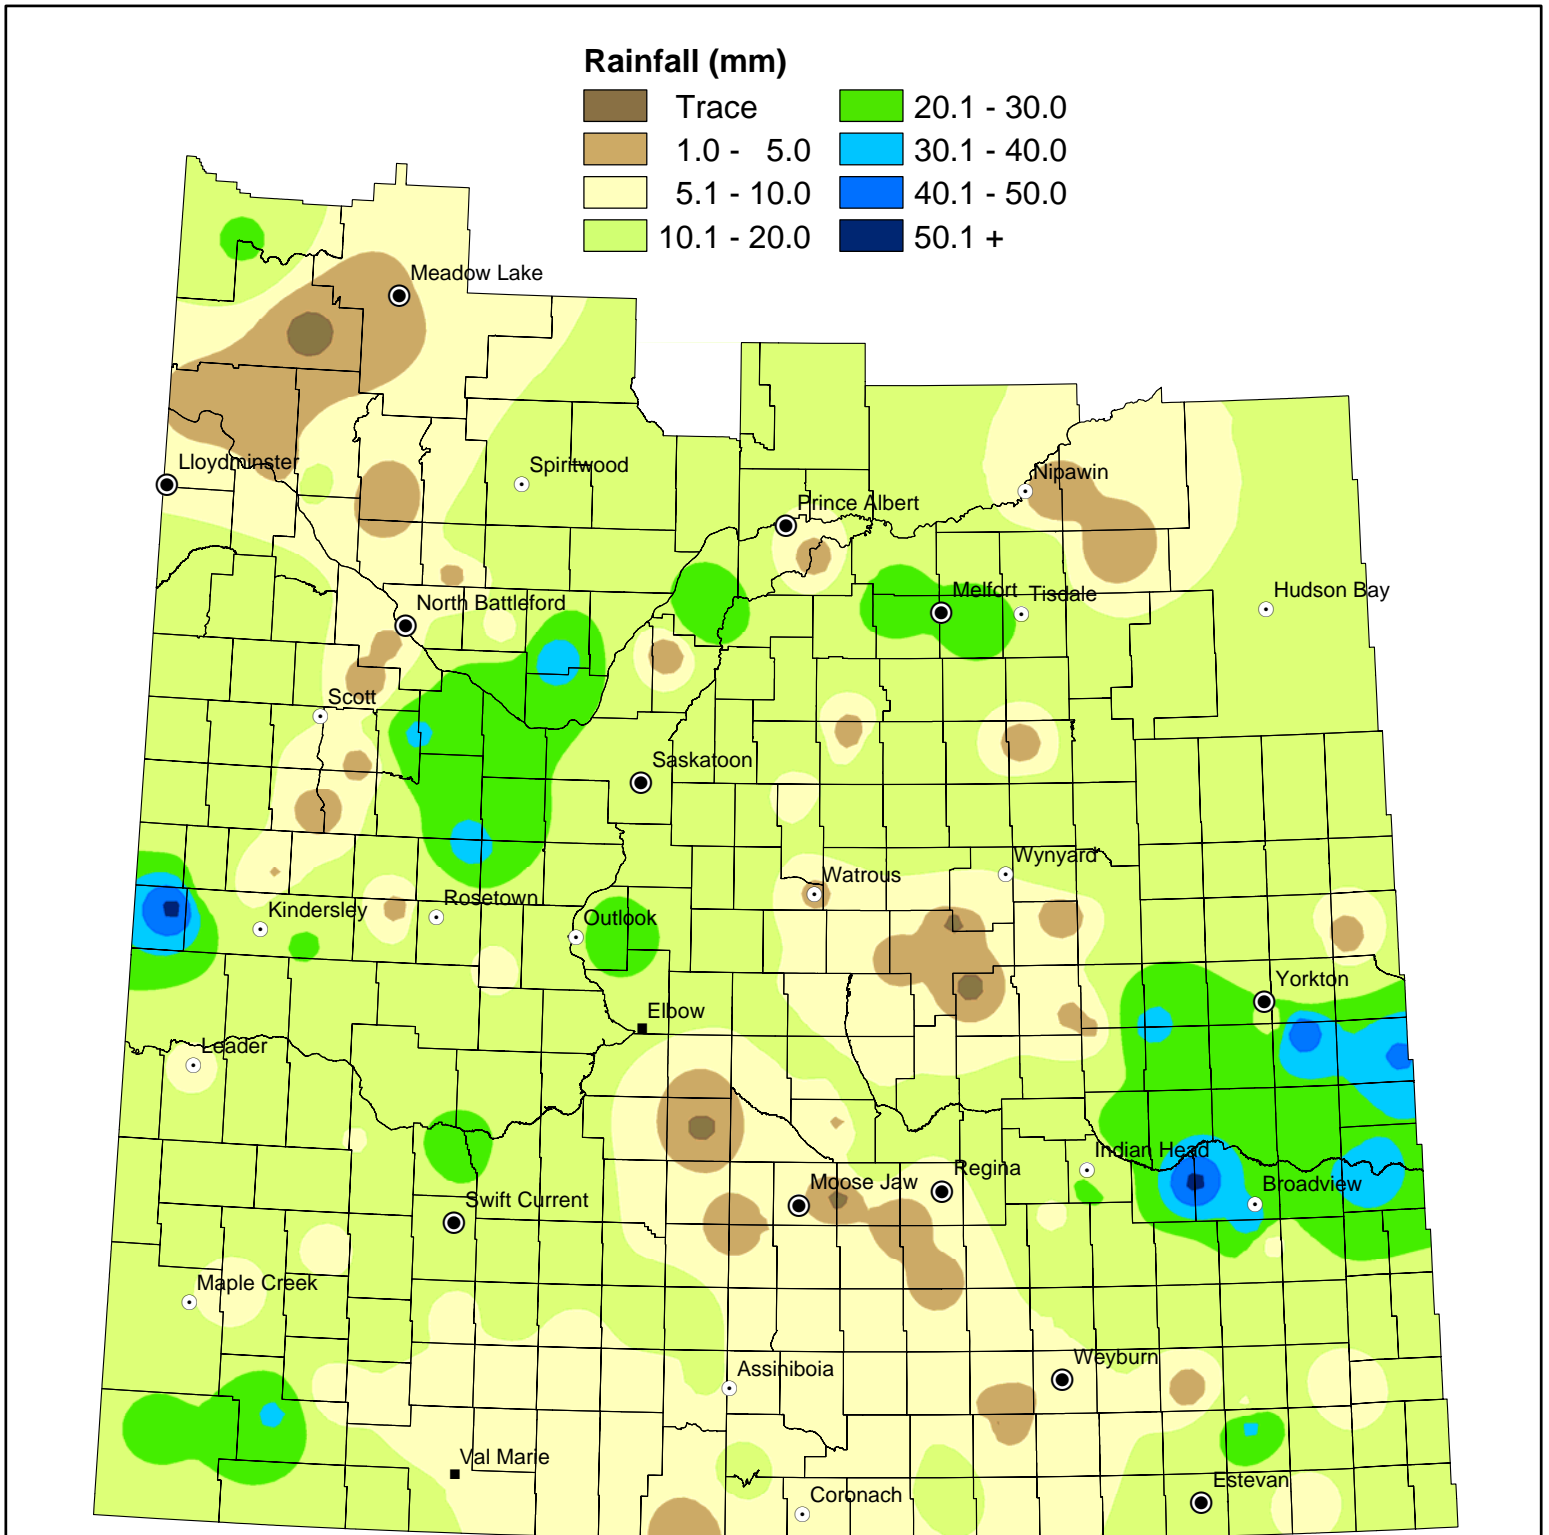 Rainfall (mm)
Trace
1.0 - 5.0
5.1 - 10.0
10.1 - 20.0
20.1 - 30.0
30.1 - 40.0
40.1 - 50.0
50.1 +
Meadow Lake
Lloydminster
Spiritwood
Nipawin
Prince Albert
North Battleford
Melfort
Tisdale
Hudson Bay
Scott
Saskatoon
Wynyard
Watrous
Kindersley
Rosetown
Outlook
Yorkton
Elbow
Leader
Indian Head
Regina
Moose Jaw
Broadview
Swift Current
Maple Creek
Weyburn
Assiniboia
Val Marie
Estevan
Coronach